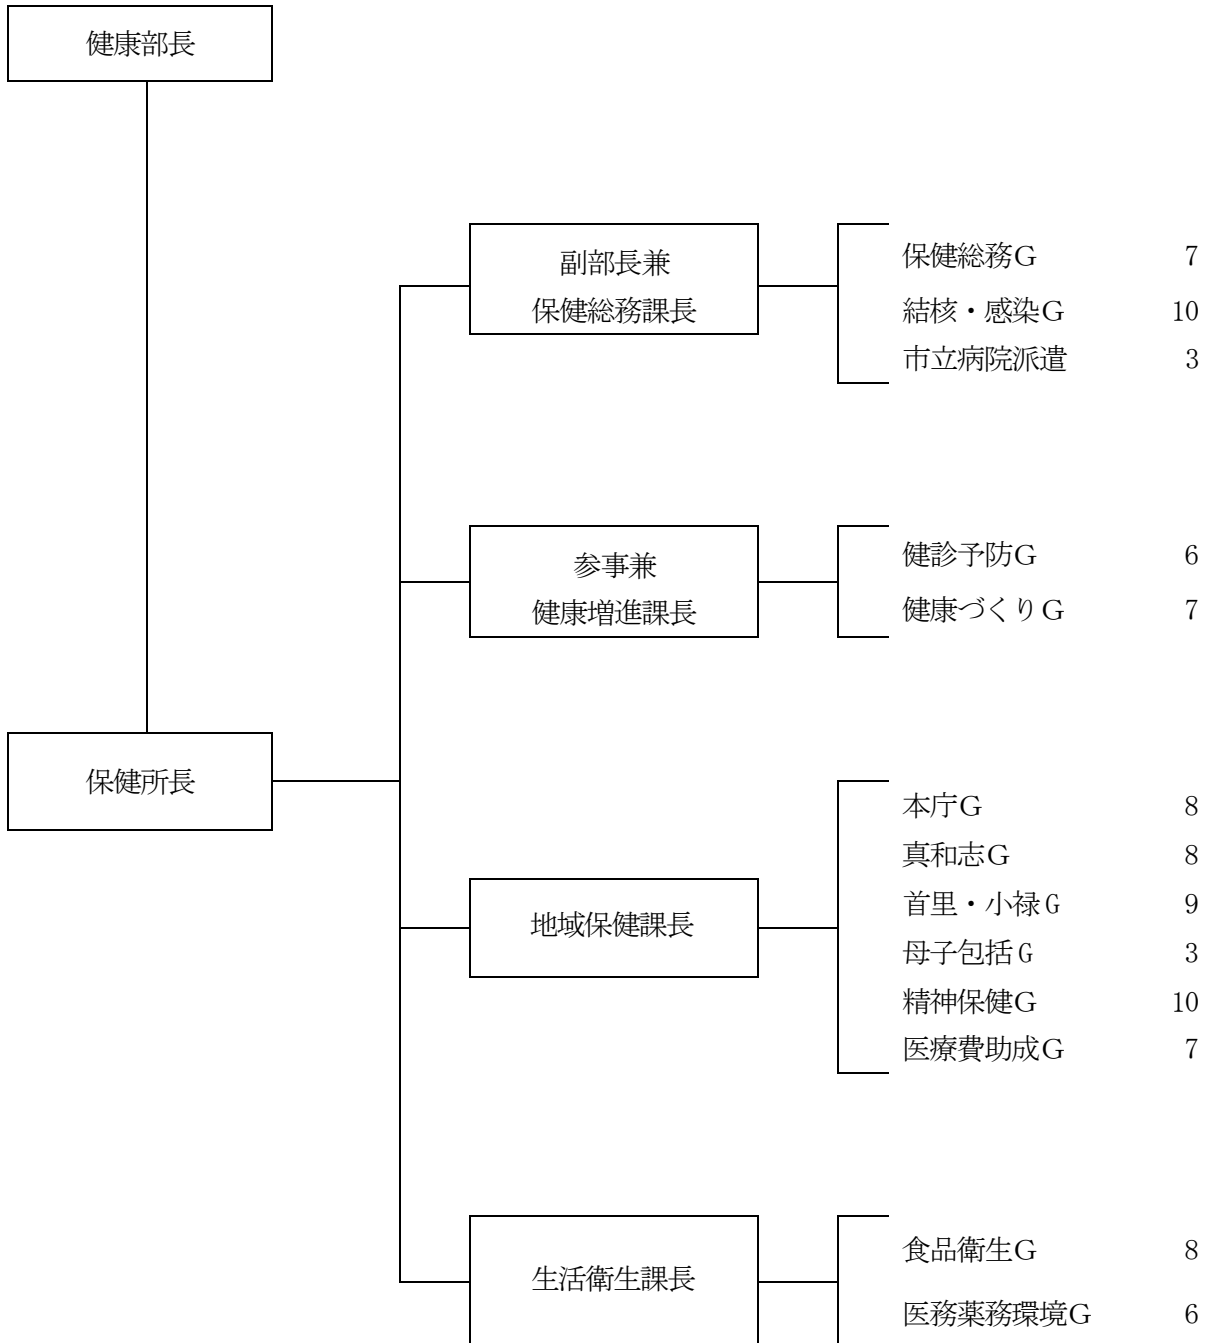 健康部長
副部長兼
保健総務課長
保健総務Ｇ 7
結核・感染Ｇ 10
市立病院派遣 3
参事兼
健康増進課長
健診予防Ｇ 6
健康づくりＧ 7
保健所長
地域保健課長
本庁Ｇ 8
真和志Ｇ 8
首里・小禄G 9
母子包括G 3
精神保健Ｇ 10
医療費助成Ｇ 7
生活衛生課長
食品衛生Ｇ 8
医務薬務環境Ｇ 6